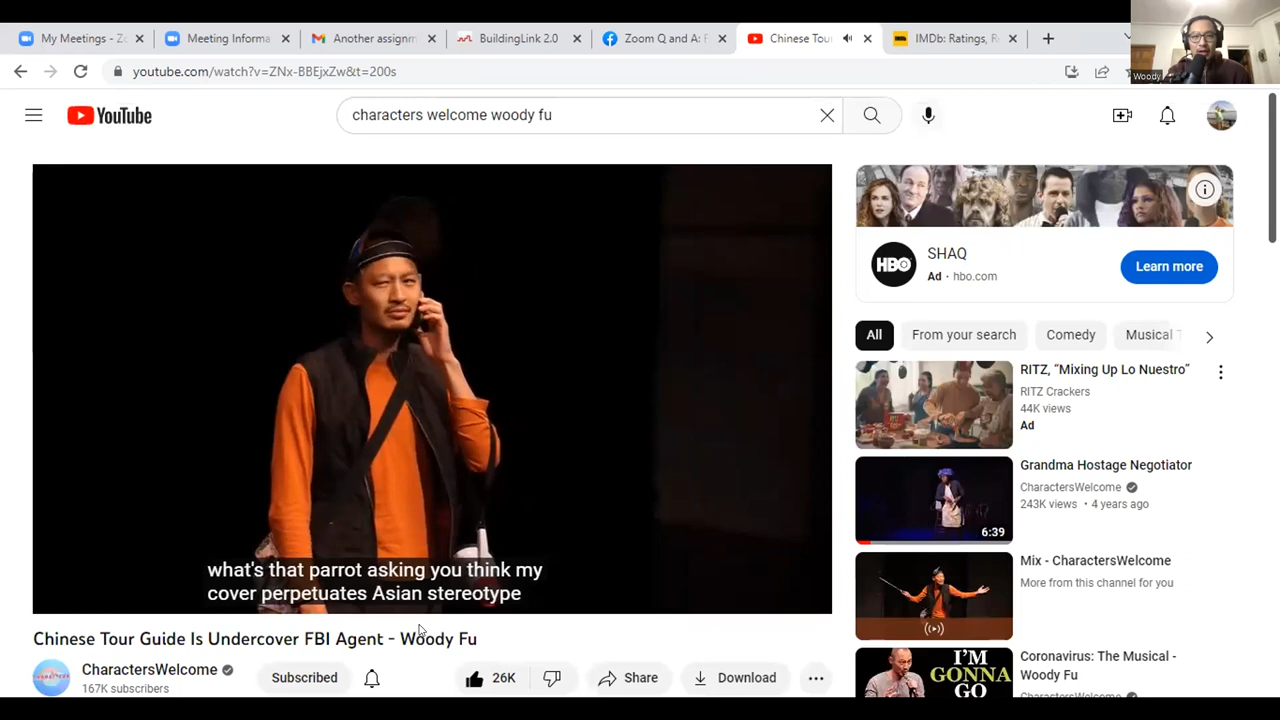 My Meetings - Zo
Meeting Informa
Another assignm
BuildingLink 2.0
Zoom Q and A: F
Chinese Tour
IMDb: Ratings, R
youtube.com/watch?v=ZNx-BBEjxZw&t=200s
Woody
YouTube
characters welcome woody fu
HBO
SHAQ
Ad · hbo.com
Learn more
All
From your search
Comedy
Musical
RITZ, “Mixing Up Lo Nuestro”
RITZ Crackers
44K views
Ad
Grandma Hostage Negotiator
CharactersWelcome
243K views • 4 years ago
6:39
Mix - CharactersWelcome
More from this channel for you
I'M
GONNA
GO
Coronavirus: The Musical -
Woody Fu
what's that parrot asking you think my
cover perpetuates Asian stereotype
Chinese Tour Guide Is Undercover FBI Agent - Woody Fu
CharactersWelcome
167K subscribers
Subscribed
26K
Share
Download